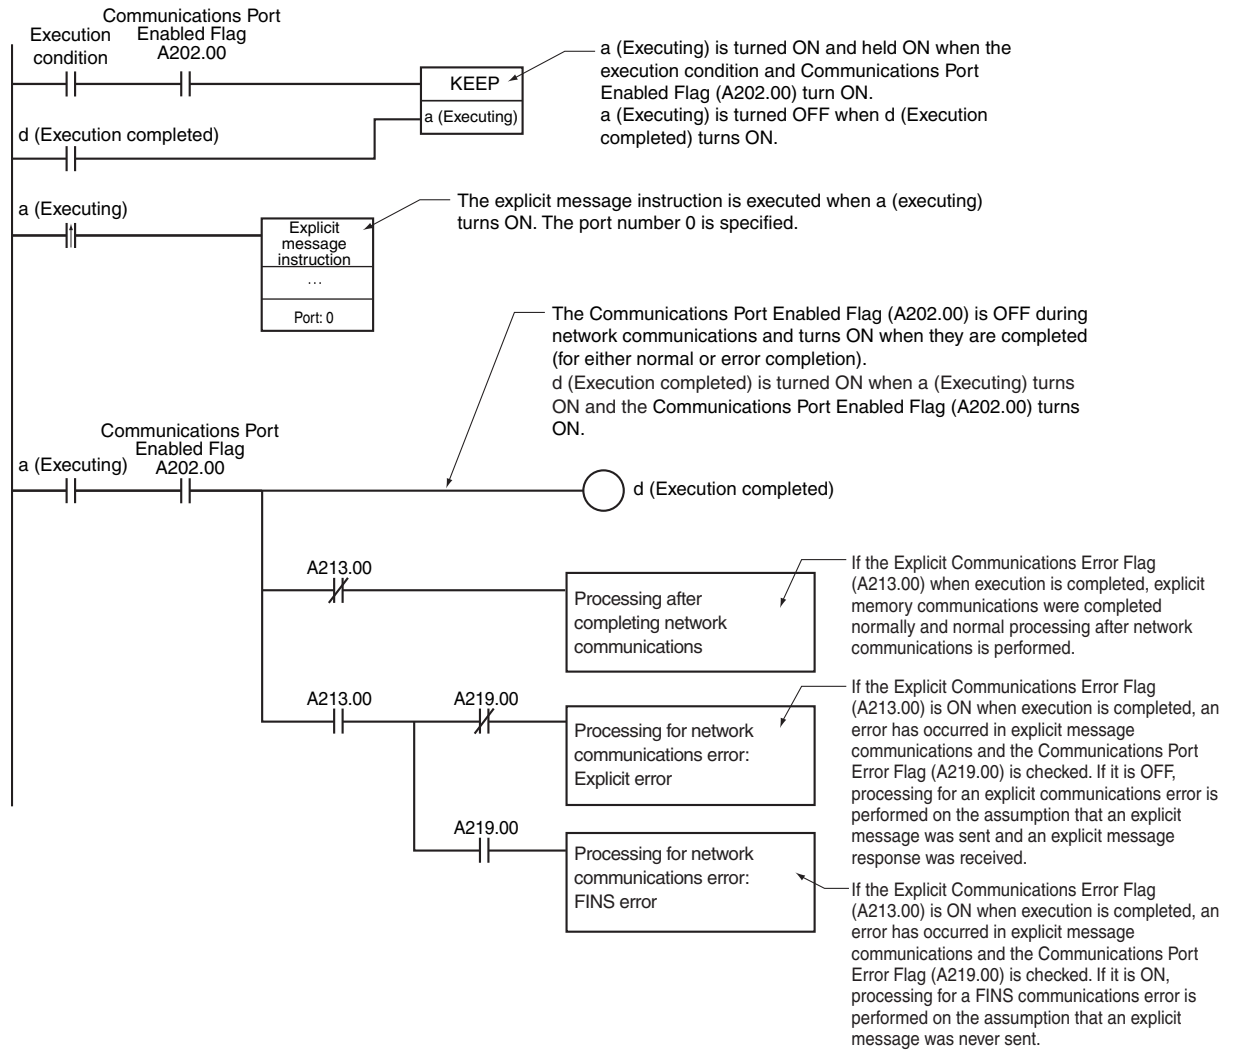 Communications Port
Enabled Flag
A202.00
Execution
condition
KEEP
a (Executing)
a (Executing) is turned ON and held ON when the
execution condition and Communications Port
Enabled Flag (A202.00) turn ON.
a (Executing) is turned OFF when d (Execution
completed) turns ON.
d (Execution completed)
a (Executing)
Explicit
message
instruction
...
Port: 0
The explicit message instruction is executed when a (executing)
turns ON. The port number 0 is specified.
The Communications Port Enabled Flag (A202.00) is OFF during
network communications and turns ON when they are completed
(for either normal or error completion).
d (Execution completed) is turned ON when a (Executing) turns
ON and the Communications Port Enabled Flag (A202.00) turns
ON.
Communications Port
Enabled Flag
A202.00
a (Executing)
d (Execution completed)
A213.00
Processing after
completing network
communications
If the Explicit Communications Error Flag
(A213.00) when execution is completed, explicit
memory communications were completed
normally and normal processing after network
communications is performed.
A213.00
A219.00
Processing for network
communications error:
Explicit error
If the Explicit Communications Error Flag
(A213.00) is ON when execution is completed, an
error has occurred in explicit message
communications and the Communications Port
Error Flag (A219.00) is checked. If it is OFF,
processing for an explicit communications error is
performed on the assumption that an explicit
message was sent and an explicit message
response was received.
A219.00
Processing for network
communications error:
FINS error
If the Explicit Communications Error Flag
(A213.00) is ON when execution is completed, an
error has occurred in explicit message
communications and the Communications Port
Error Flag (A219.00) is checked. If it is ON,
processing for a FINS communications error is
performed on the assumption that an explicit
message was never sent.